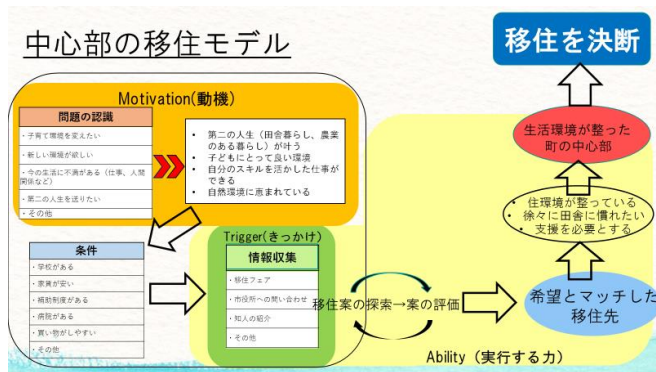 中心部の移住モデル
移住を決断
Motivation(動機)
問題の認識
・子育て環境を変えたい
・新しい環境が欲しい
・今の生活に不満がある（仕事、人間
関係など）
・第二の人生を送りたい
・その他
• 第二の人生（田舎暮らし、農業
のある暮らし）が叶う
• 子どもにとって良い環境
• 自分のスキルを活かした仕事が
できる
• 自然環境に恵まれている
条件
・学校がある
・家賃が安い
・補助制度がある
・病院がある
・買い物がしやすい
・その他
Trigger(きっかけ)
情報収集
・移住フェア
・市役所への問い合わせ
・知人の紹介
・その他
移住案の探索→案の評価
希望とマッチした
移住先
• 住環境が整っている
• 徐々に田舎に慣れたい
• 支援を必要とする
生活環境が整った
町の中心部
Ability（実行する力）